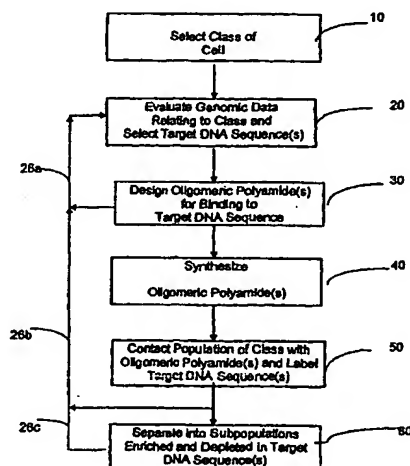 10
Select Class of
Cell
20
Evaluate Genomic Data
Relating to Class and
Select Target DNA Sequence(s)
26a
30
Design Oligomeric Polyamide(s)
for Binding to
Target DNA Sequence
40
Synthesize
Oligomeric Polyamide(s)
26b
50
Contact Population of Class with
Oligomeric Polyamide(s) and Label
Target DNA Sequence(s)
26c
60
Separate into Subpopulations
Enriched and Depleted in Target
DNA Sequence(s)